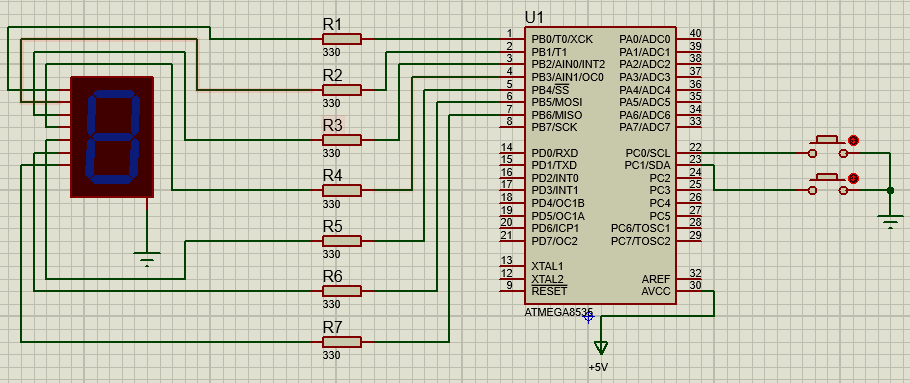 R1
330
R2
330
R3
330
R4
330
R5
330
R6
330
R7
330
U1
1 PB0/T0/XCK PA0/ADC0 40
2 PB1/T1 PA1/ADC1 39
3 PB2/AIN0/INT2 PA2/ADC2 38
4 PB3/AIN1/OC0 PA3/ADC3 37
5 PB4/SS PA4/ADC4 36
6 PB5/MOSI PA5/ADC5 35
7 PB6/MISO PA6/ADC6 34
8 PB7/SCK PA7/ADC7 33
14 PD0/RXD PC0/SCL 22
15 PD1/TXD PC1/SDA 23
16 PD2/INT0 PC2 24
17 PD3/INT1 PC3 25
18 PD4/OC1B PC4 26
19 PD5/OC1A PC5 27
20 PD6/ICP1 PC6/TOSC1 28
21 PD7/OC2 PC7/TOSC2 29
13 XTAL1
12 XTAL2 AREF 32
9 RESET AVCC 30
ATMEGA8535
+5V